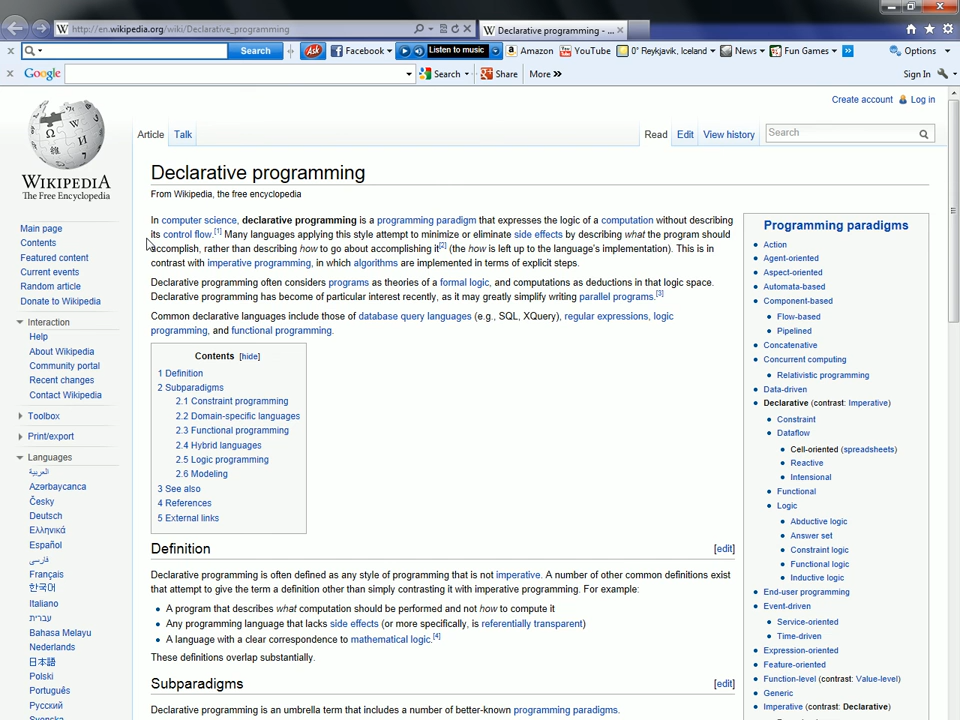 http://en.wikipedia.org/wiki/Declarative_programming
Declarative programming - ...
Search
Ask
Facebook
Listen to music
Amazon
YouTube
0° Reykjavik, Iceland
News
Fun Games
Options
Google
Search
Share
More
Sign In
Create account
Log in
WIKIPEDIA
The Free Encyclopedia
Article
Talk
Read
Edit
View history
Search
Main page
Contents
Featured content
Current events
Random article
Donate to Wikipedia
Interaction
Help
About Wikipedia
Community portal
Recent changes
Contact Wikipedia
Toolbox
Print/export
Languages
العربية
Azərbaycanca
Česky
Deutsch
Ελληνικά
Español
فارسی
Français
한국어
Italiano
עברית
Bahasa Melayu
Nederlands
日本語
Polski
Português
Русский
Svenska
Declarative programming
From Wikipedia, the free encyclopedia
In computer science, declarative programming is a programming paradigm that expresses the logic of a computation without describing
its control flow.[1] Many languages applying this style attempt to minimize or eliminate side effects by describing what the program should
accomplish, rather than describing how to go about accomplishing it[2] (the how is left up to the language's implementation). This is in
contrast with imperative programming, in which algorithms are implemented in terms of explicit steps.
Declarative programming often considers programs as theories of a formal logic, and computations as deductions in that logic space.
Declarative programming has become of particular interest recently, as it may greatly simplify writing parallel programs.[3]
Common declarative languages include those of database query languages (e.g., SQL, XQuery), regular expressions, logic
programming, and functional programming.
Contents [hide]
1 Definition
2 Subparadigms
2.1 Constraint programming
2.2 Domain-specific languages
2.3 Functional programming
2.4 Hybrid languages
2.5 Logic programming
2.6 Modeling
3 See also
4 References
5 External links
Definition
[edit]
Declarative programming is often defined as any style of programming that is not imperative. A number of other common definitions exist
that attempt to give the term a definition other than simply contrasting it with imperative programming. For example:
• A program that describes what computation should be performed and not how to compute it
• Any programming language that lacks side effects (or more specifically, is referentially transparent)
• A language with a clear correspondence to mathematical logic.[4]
These definitions overlap substantially.
Subparadigms
[edit]
Declarative programming is an umbrella term that includes a number of better-known programming paradigms.
Programming paradigms
• Action
• Agent-oriented
• Aspect-oriented
• Automata-based
• Component-based
• Flow-based
• Pipelined
• Concatenative
• Concurrent computing
• Relativistic programming
• Data-driven
• Declarative (contrast: Imperative)
• Constraint
• Dataflow
• Cell-oriented (spreadsheets)
• Reactive
• Intensional
• Functional
• Logic
• Abductive logic
• Answer set
• Constraint logic
• Functional logic
• Inductive logic
• End-user programming
• Event-driven
• Service-oriented
• Time-driven
• Expression-oriented
• Feature-oriented
• Function-level (contrast: Value-level)
• Generic
• Imperative (contrast: Declarative)